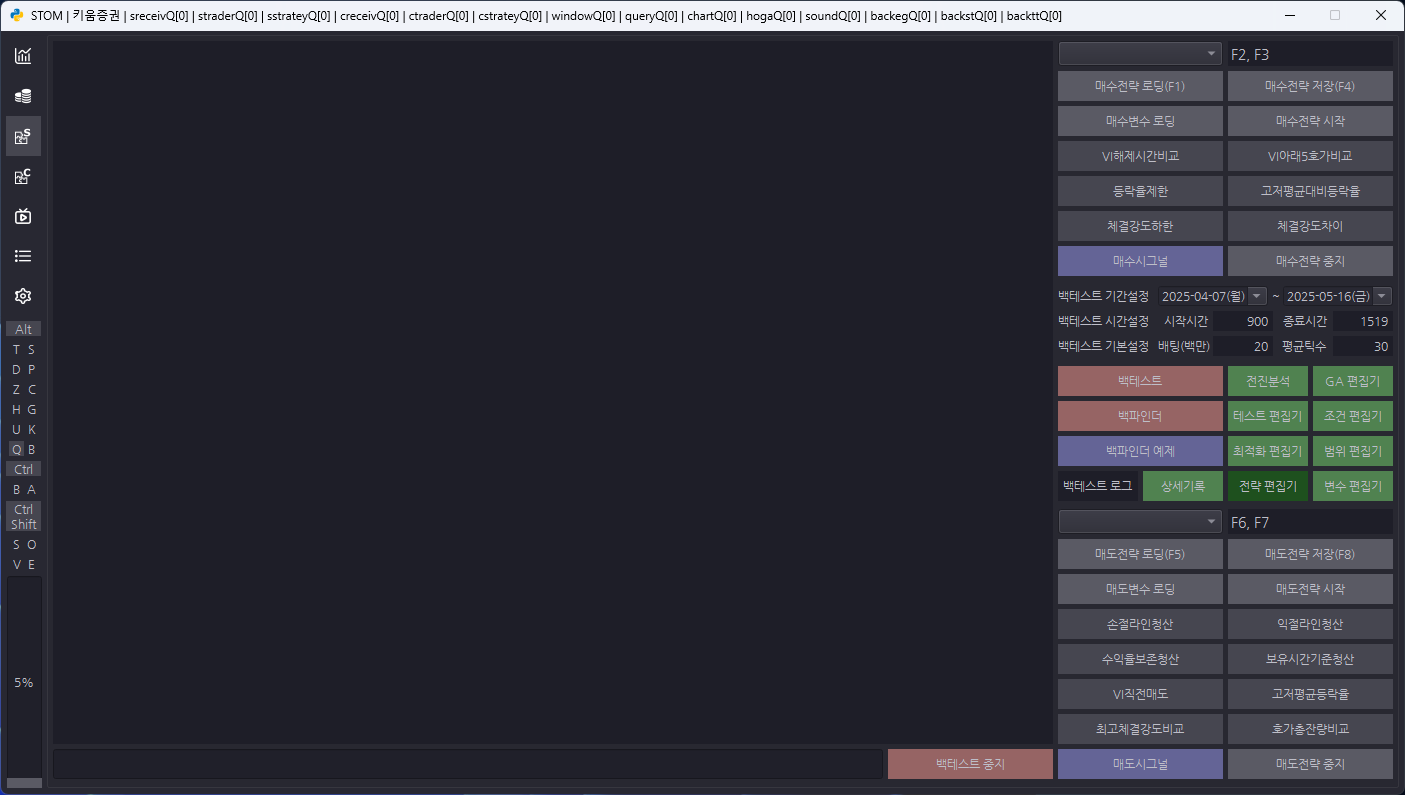 STOM | 키움증권 | sreceivQ[0] | straderQ[0] | sstrateyQ[0] | creceivQ[0] | ctraderQ[0] | cstrateyQ[0] | windowQ[0] | queryQ[0] | chartQ[0] | hogaQ[0] | soundQ[0] | backegQ[0] | backstQ[0] | backttQ[0]
S
C
Alt
T S
D P
Z C
H G
U K
Q B
Ctrl
B A
Ctrl
Shift
S O
V E
5%
F2, F3
매수전략 로딩(F1) 매수전략 저장(F4)
매수변수 로딩 매수전략 시작
VI해제시간비교 VI아래5호가비교
등락율제한 고저평균대비등락율
체결강도하한 체결강도차이
매수시그널 매수전략 중지
백테스트 기간설정 2025-04-07(월) ~ 2025-05-16(금)
백테스트 시간설정 시작시간 900 종료시간 1519
백테스트 기본설정 배팅(백만) 20 평균틱수 30
백테스트 전진분석 GA 편집기
백파인더 테스트 편집기 조건 편집기
백파인더 예제 최적화 편집기 범위 편집기
백테스트 로그 상세기록 전략 편집기 변수 편집기
F6, F7
매도전략 로딩(F5) 매도전략 저장(F8)
매도변수 로딩 매도전략 시작
손절라인청산 익절라인청산
수익율보존청산 보유시간기준청산
VI직전매도 고저평균등락율
최고체결강도비교 호가총잔량비교
백테스트 중지 매도시그널 매도전략 중지